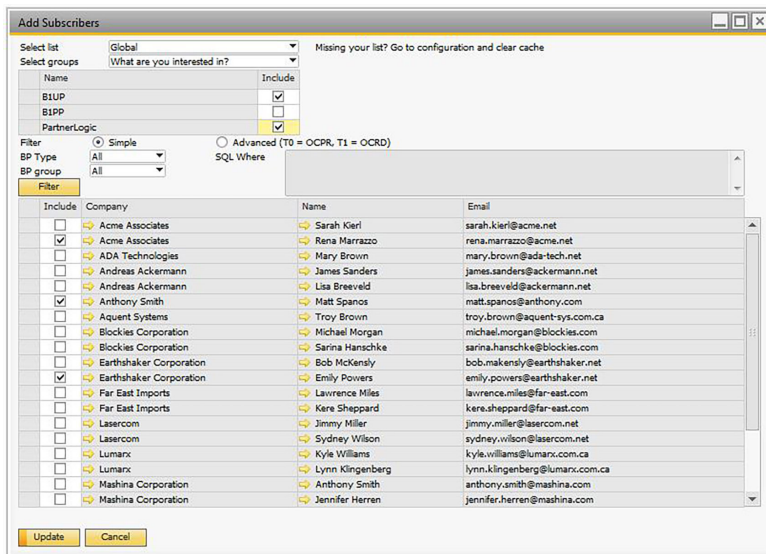 Add Subscribers
Select list Global Missing your list? Go to configuration and clear cache
Select groups What are you interested in?
Name Include
B1UP
B1PP
PartnerLogic
Filter Simple Advanced (T0 = OCPR, T1 = OCRD)
BP Type All SQL Where
BP group All
Filter
Include Company Name Email
Acme Associates Sarah Kierl sarah.kierl@acme.net
Acme Associates Rena Marrazzo rena.marrazzo@acme.net
ADA Technologies Mary Brown mary.brown@ada-tech.net
Andreas Ackermann James Sanders james.sanders@ackermann.net
Andreas Ackermann Lisa Breeveld lisa.breeveld@ackermann.net
Anthony Smith Matt Spanos matt.spanos@anthony.com
Aquent Systems Troy Brown troy.brown@aquent-sys.com.ca
Blockies Corporation Michael Morgan michael.morgan@blockies.com
Blockies Corporation Sarina Hanschke sarina.hanschke@blockies.com
Earthshaker Corporation Bob McKensly bob.makensly@earthshaker.net
Earthshaker Corporation Emily Powers emily.powers@earthshaker.net
Far East Imports Lawrence Miles lawrence.miles@far-east.com
Far East Imports Kere Sheppard kere.sheppard@far-east.com
Lasercom Jimmy Miller jimmy.miller@lasercom.net
Lasercom Sydney Wilson sydney.wilson@lasercom.net
Lumarx Kyle Williams kyle.williams@lumarx.com.ca
Lumarx Lynn Klingenberg lynn.klingenberg@lumarx.com.ca
Mashina Corporation Anthony Smith anthony.smith@mashina.com
Mashina Corporation Jennifer Herren jennifer.herren@mashina.com
Update Cancel